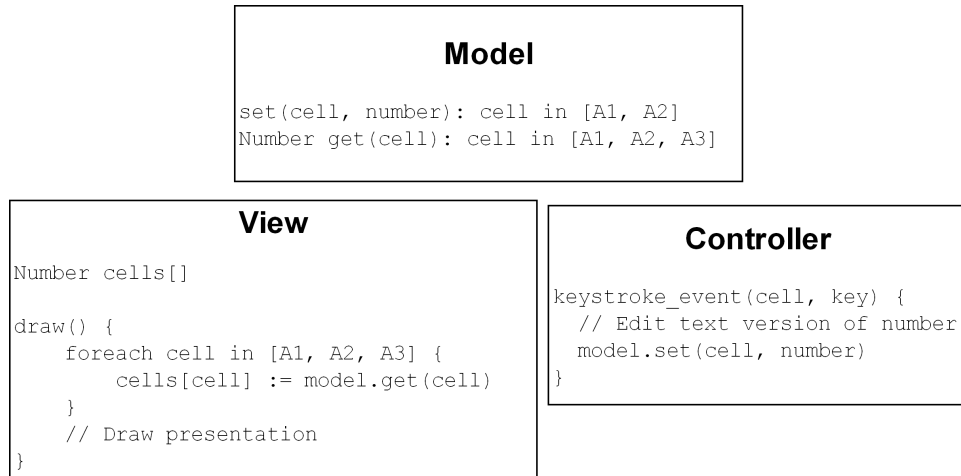 Model
set(cell, number): cell in [A1, A2]
Number get(cell): cell in [A1, A2, A3]
View
Number cells[]
draw() {
    foreach cell in [A1, A2, A3] {
        cells[cell] := model.get(cell)
    }
    // Draw presentation
}
Controller
keystroke_event(cell, key) {
  // Edit text version of number
  model.set(cell, number)
}